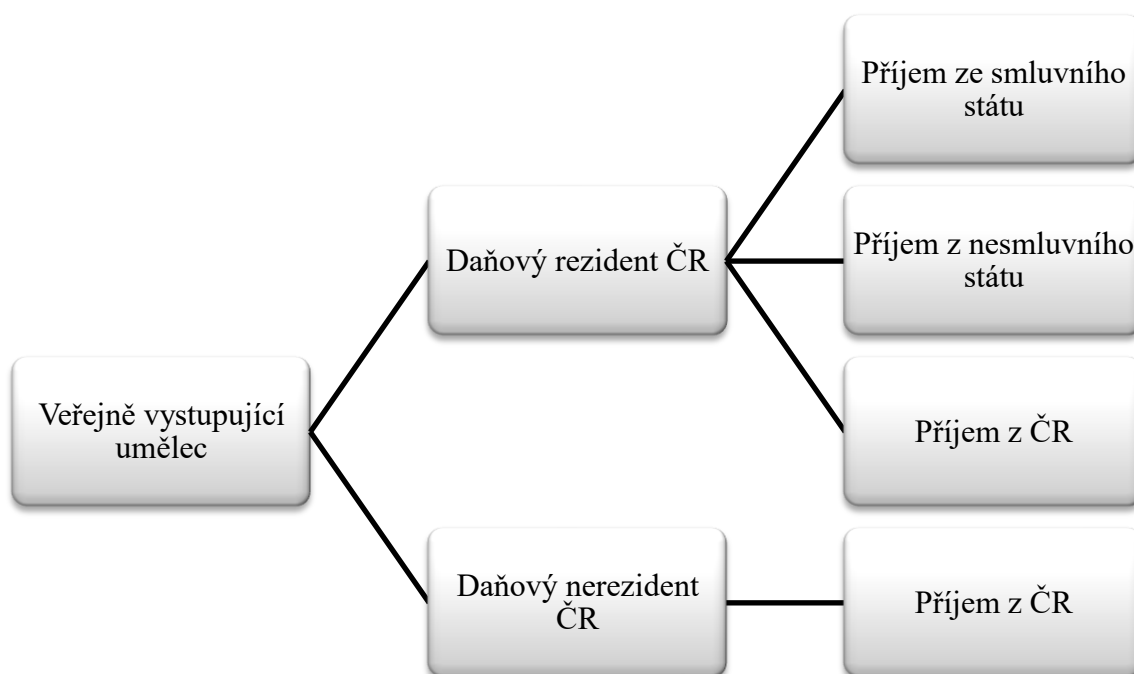 Příjem ze smluvního
státu
Daňový rezident ČR
Příjem z nesmluvního
státu
Veřejně vystupující
umělec
Příjem z ČR
Daňový nerezident
ČR
Příjem z ČR